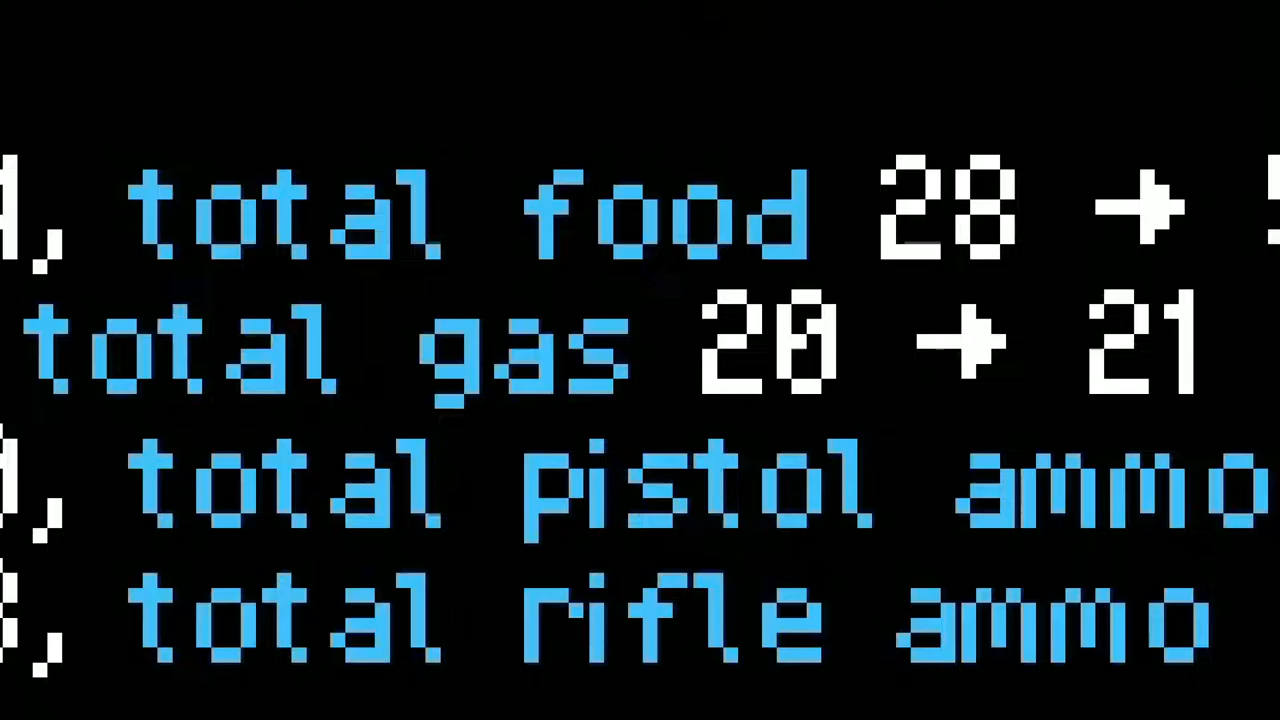 , total food 28 →
total gas 20 → 21
, total pistol ammo
, total rifle ammo